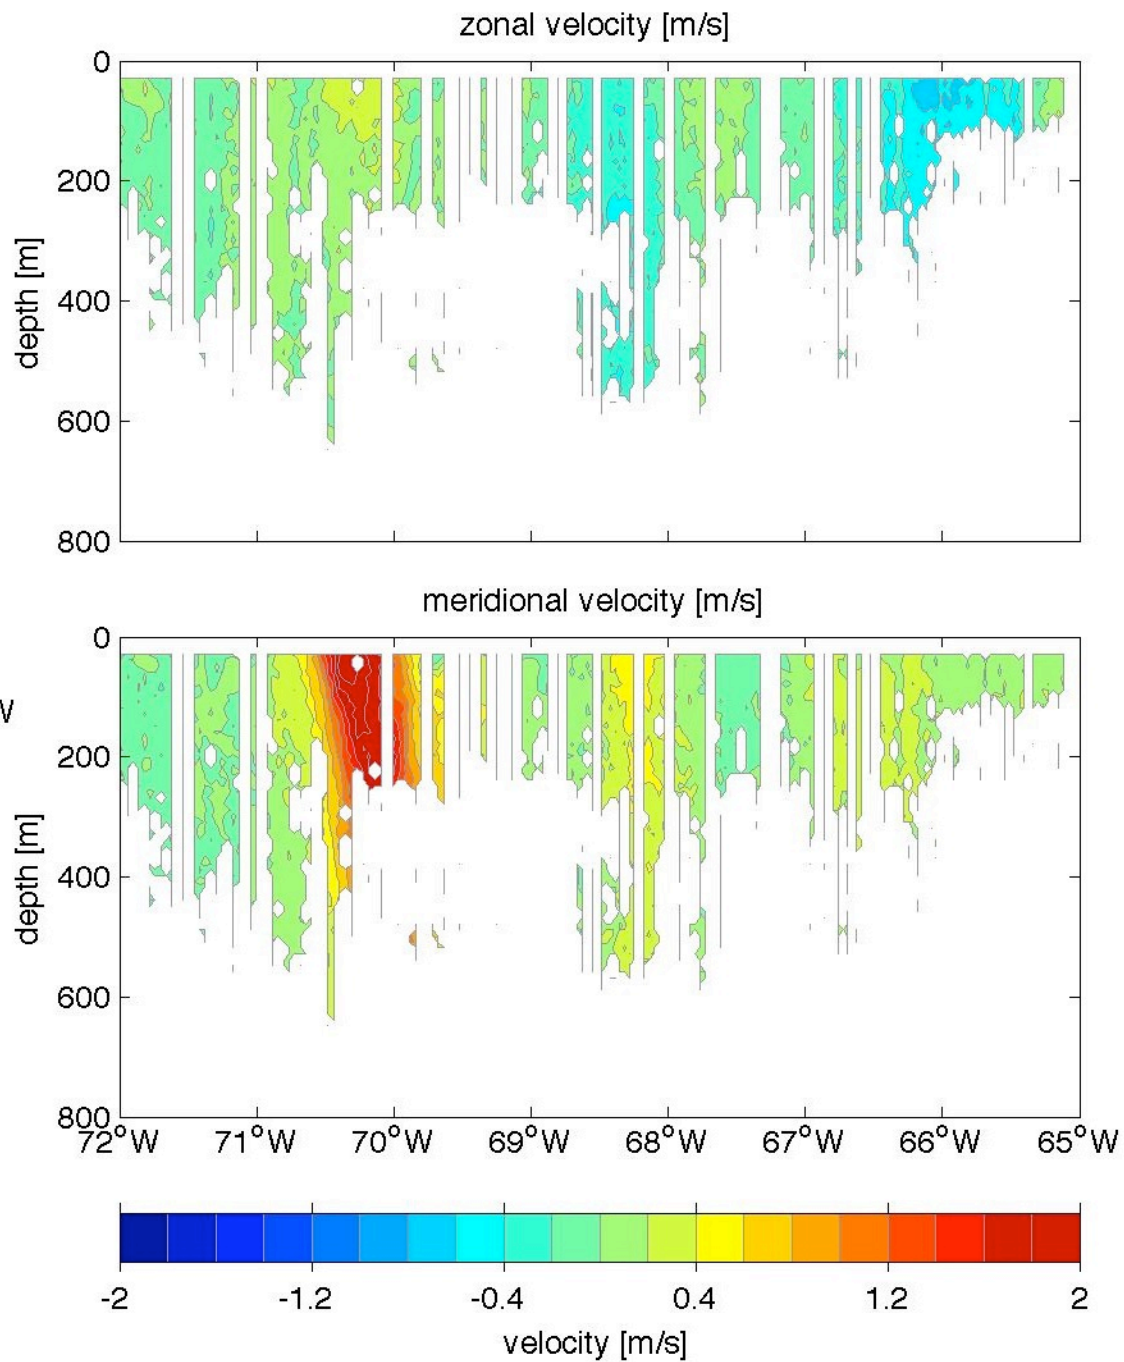 zonal velocity [m/s]
0
200
400
600
800
depth [m]
meridional velocity [m/s]
0
200
400
600
800
depth [m]
W
72°W 71°W 70°W 69°W 68°W 67°W 66°W 65°W
-2 -1.2 -0.4 0.4 1.2 2
velocity [m/s]